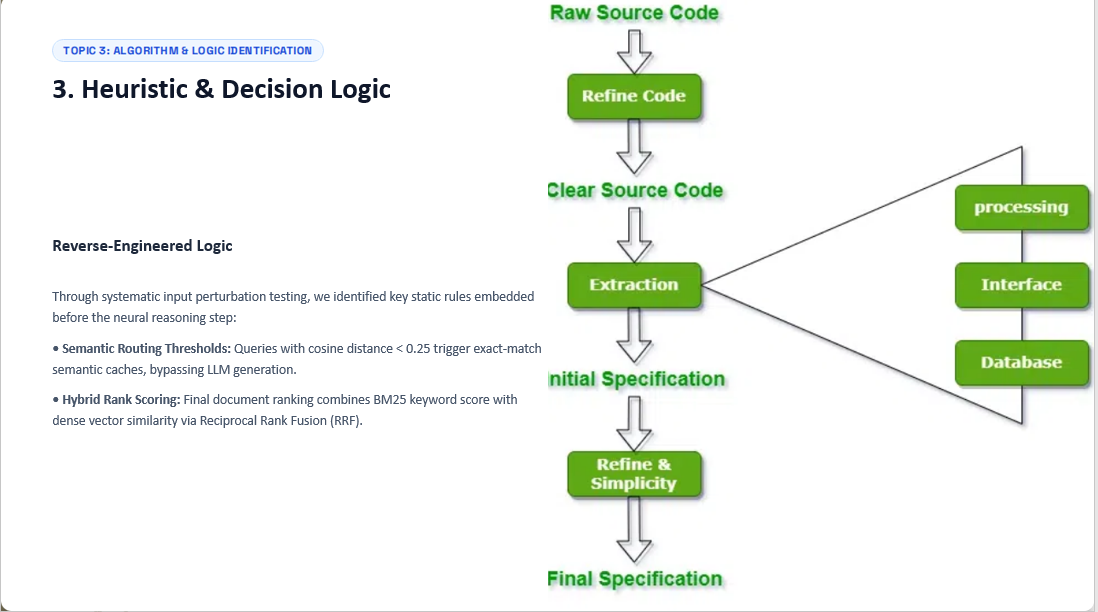 TOPIC 3: ALGORITHM & LOGIC IDENTIFICATION
3. Heuristic & Decision Logic
Reverse-Engineered Logic
Through systematic input perturbation testing, we identified key static rules embedded
before the neural reasoning step:
• Semantic Routing Thresholds: Queries with cosine distance < 0.25 trigger exact-match
semantic caches, bypassing LLM generation.
• Hybrid Rank Scoring: Final document ranking combines BM25 keyword score with
dense vector similarity via Reciprocal Rank Fusion (RRF).
Raw Source Code
Refine Code
Clear Source Code
Extraction
nitial Specification
Refine &
Simplicity
Final Specification
processing
Interface
Database